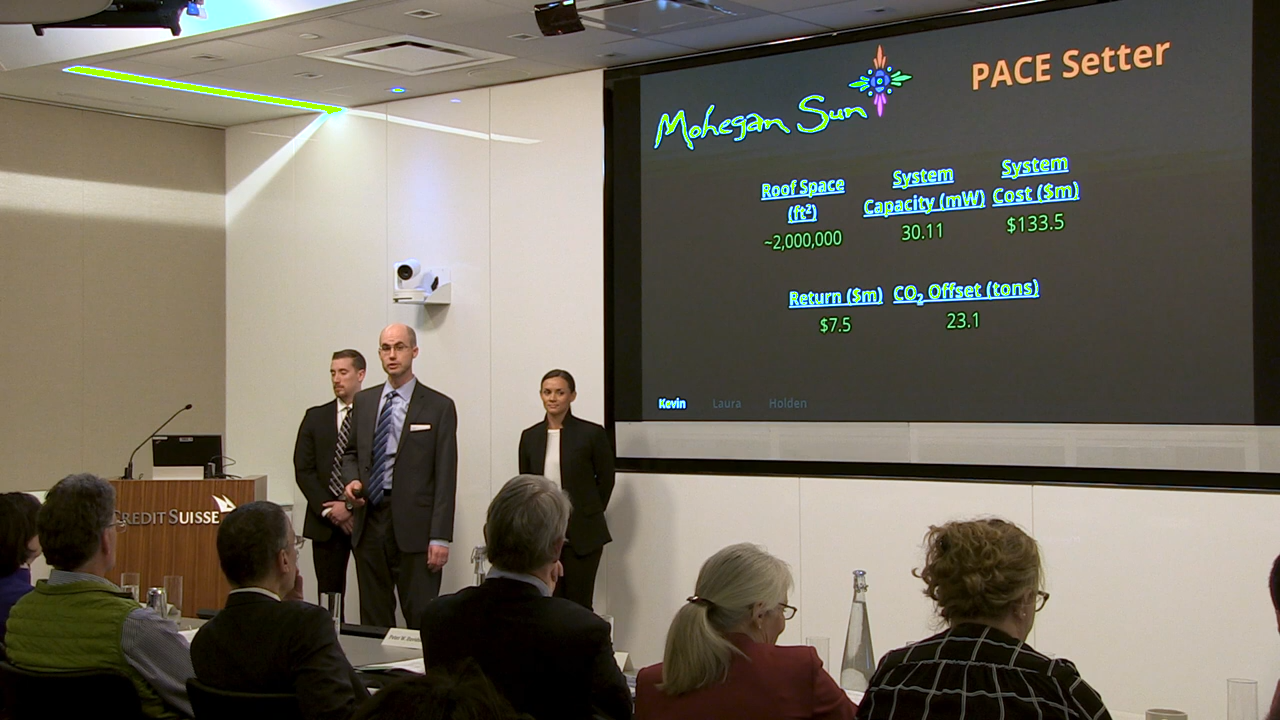 Mohegan Sun
PACE Setter
Roof Space
(ft²)
System
Capacity (mW)
System
Cost ($m)
~2,000,000
30.11
$133.5
Return ($m)
CO₂ Offset (tons)
$7.5
23.1
Kevin
Laura
Holden
CREDIT SUISSE